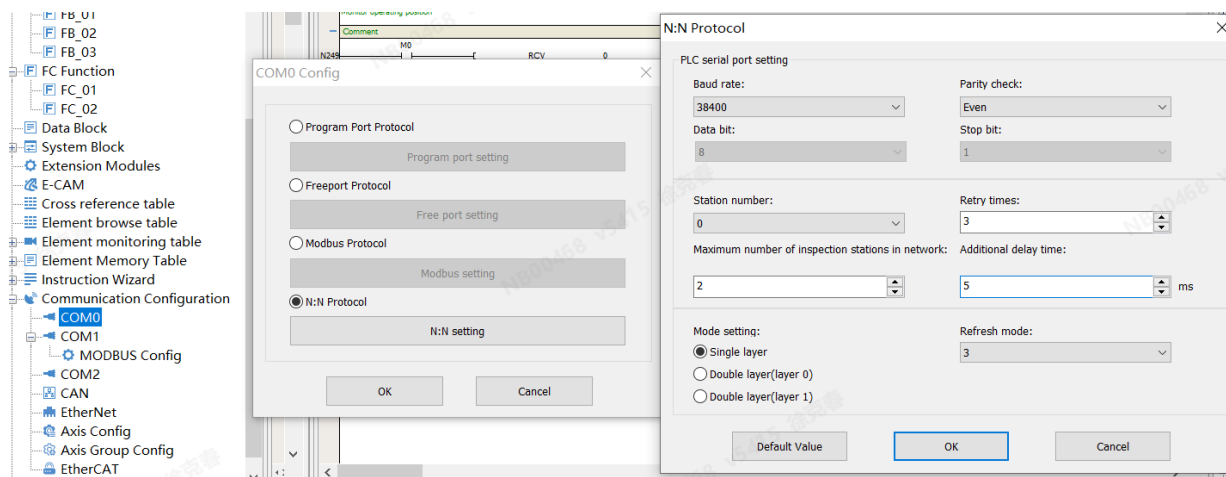 FB_01
FB_02
FB_03
FC Function
FC_01
FC_02
Data Block
System Block
Extension Modules
E-CAM
Cross reference table
Element browse table
Element monitoring table
Element Memory Table
Instruction Wizard
Communication Configuration
COM0
COM1
MODBUS Config
COM2
CAN
EtherNet
Axis Config
Axis Group Config
EtherCAT
Monitor operating position
Comment
N249
M0
RCV
0
COM0 Config
Program Port Protocol
Program port setting
Freeport Protocol
Free port setting
Modbus Protocol
Modbus setting
N:N Protocol
N:N setting
OK
Cancel
N:N Protocol
PLC serial port setting
Baud rate:
Parity check:
38400
Even
Data bit:
Stop bit:
8
1
Station number:
Retry times:
0
3
Maximum number of inspection stations in network:
Additional delay time:
2
5
ms
Mode setting:
Refresh mode:
Single layer
3
Double layer(layer 0)
Double layer(layer 1)
Default Value
OK
Cancel
NB00468 v5415 徐克春